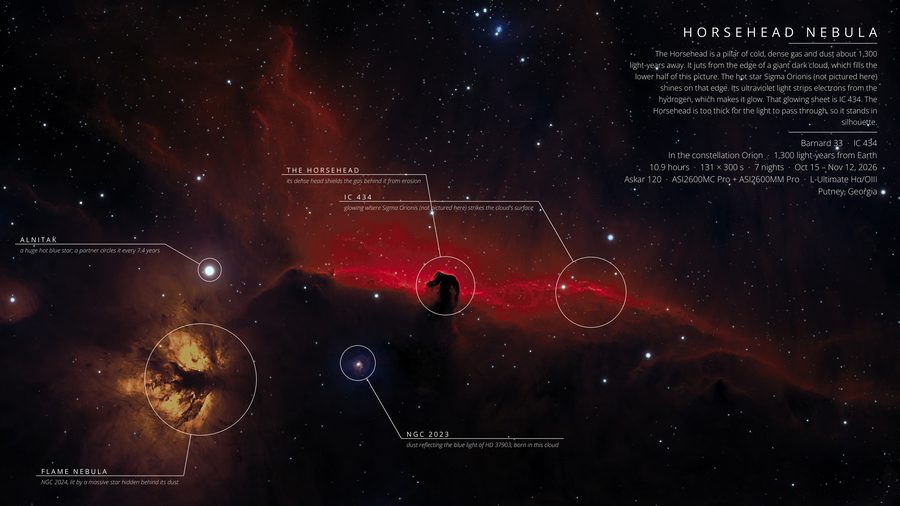 HORSEHEAD NEBULA
The Horsehead is a pillar of cold, dense gas and dust about 1,300
light-years away. It juts from the edge of a giant dark cloud, which fills the
lower half of this picture. The hot star Sigma Orionis (not pictured here)
shines on that edge. Its ultraviolet light strips electrons from the
hydrogen, which makes it glow. That glowing sheet is IC 434. The
Horsehead is too thick for the light to pass through, so it stands in
silhouette.
Barnard 33 · IC 434
In the constellation Orion · 1,300 light-years from Earth
10.9 hours · 131 × 300 s · 7 nights · Oct 15 – Nov 12, 2026
Askar 120 · ASI2600MC Pro + ASI2600MM Pro · L-Ultimate Hα/OIII
Putney, Georgia
THE HORSEHEAD
its dense head shields the gas behind it from erosion
IC 434
glowing where Sigma Orionis (not pictured here) strikes the cloud's surface
ALNITAK
a huge hot blue star; a partner circles it every 7.4 years
NGC 2023
dust reflecting the blue light of HD 37903, born in this cloud
FLAME NEBULA
NGC 2024, lit by a massive star hidden behind its dust